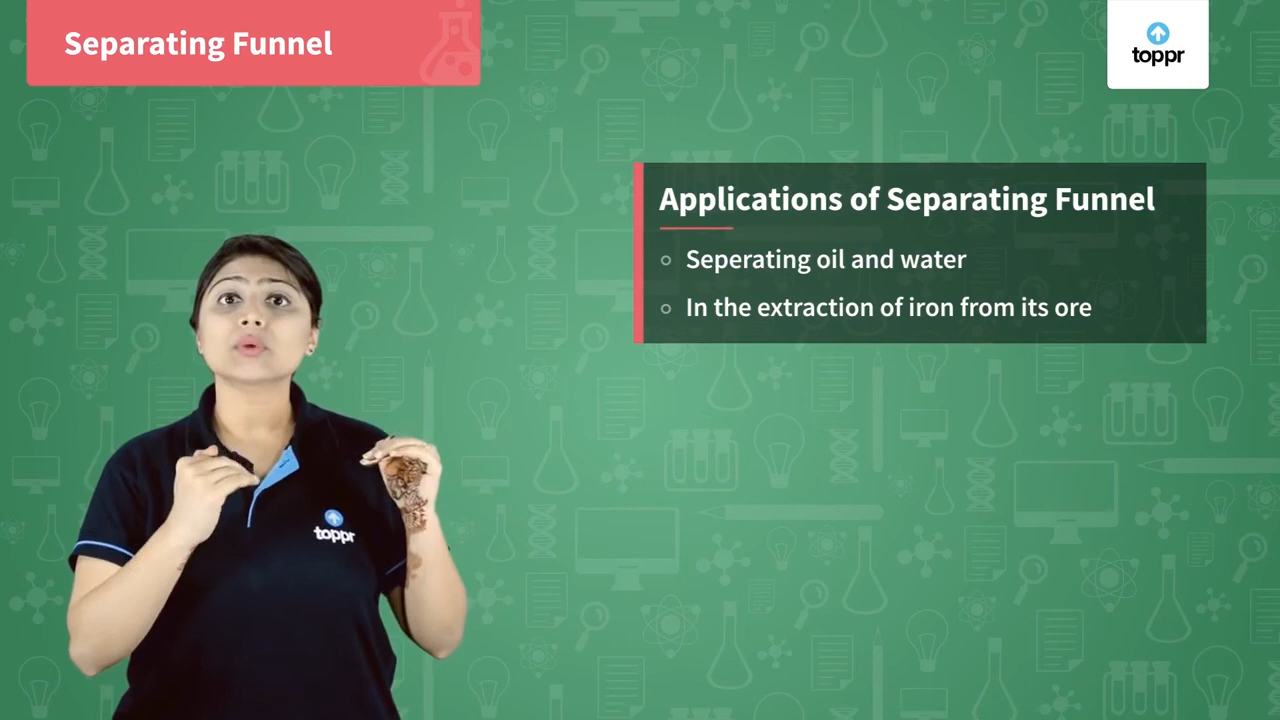 Separating Funnel
toppr
Applications of Separating Funnel
Seperating oil and water
In the extraction of iron from its ore
toppr